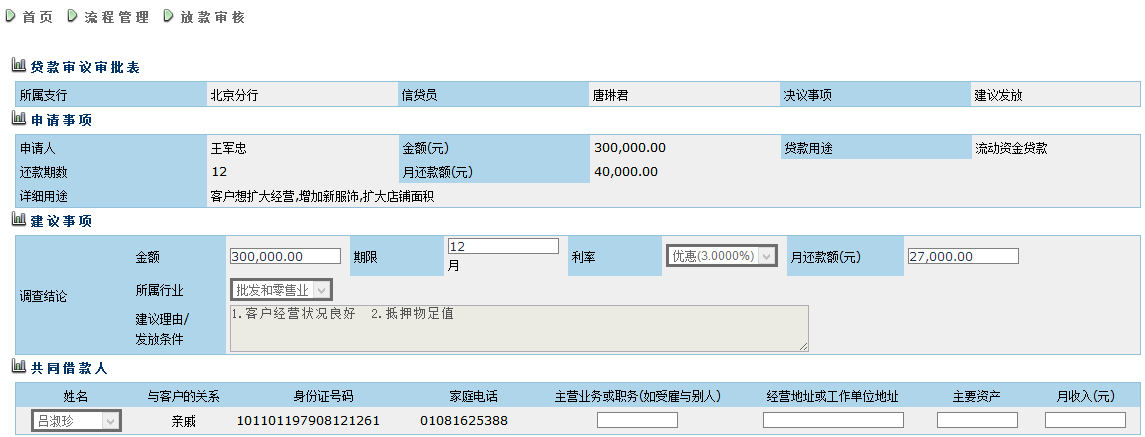 首页 流程管理 放款审核
贷款审议审批表
所属支行 北京分行 信贷员 唐琳君 决议事项 建议发放
申请事项
申请人 王军忠 金额(元) 300,000.00 贷款用途 流动资金贷款
还款期数 12 月还款额(元) 40,000.00
详细用途 客户想扩大经营,增加新服饰,扩大店铺面积
建议事项
调查结论
金额 300,000.00 期限 12 月 利率 优惠(3.0000%) 月还款额(元) 27,000.00
所属行业 批发和零售业
建议理由/ 1.客户经营状况良好 2.抵押物足值
发放条件
共同借款人
姓名 与客户的关系 身份证号码 家庭电话 主营业务或职务(如受雇与别人) 经营地址或工作单位地址 主要资产 月收入(元)
吕淑珍 亲戚 101101197908121261 01081625388